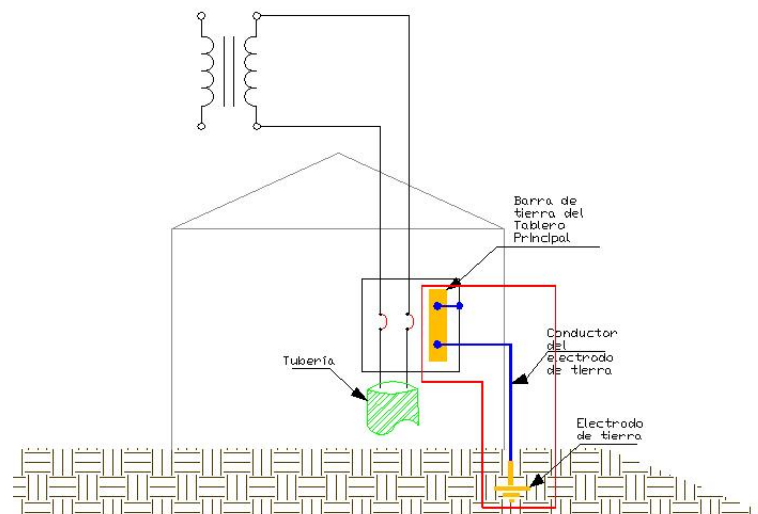 Barra de
tierra del
Tablero
Principal
Conductor
del
electrodo
de tierra
Tubería
Electrodo
de tierra